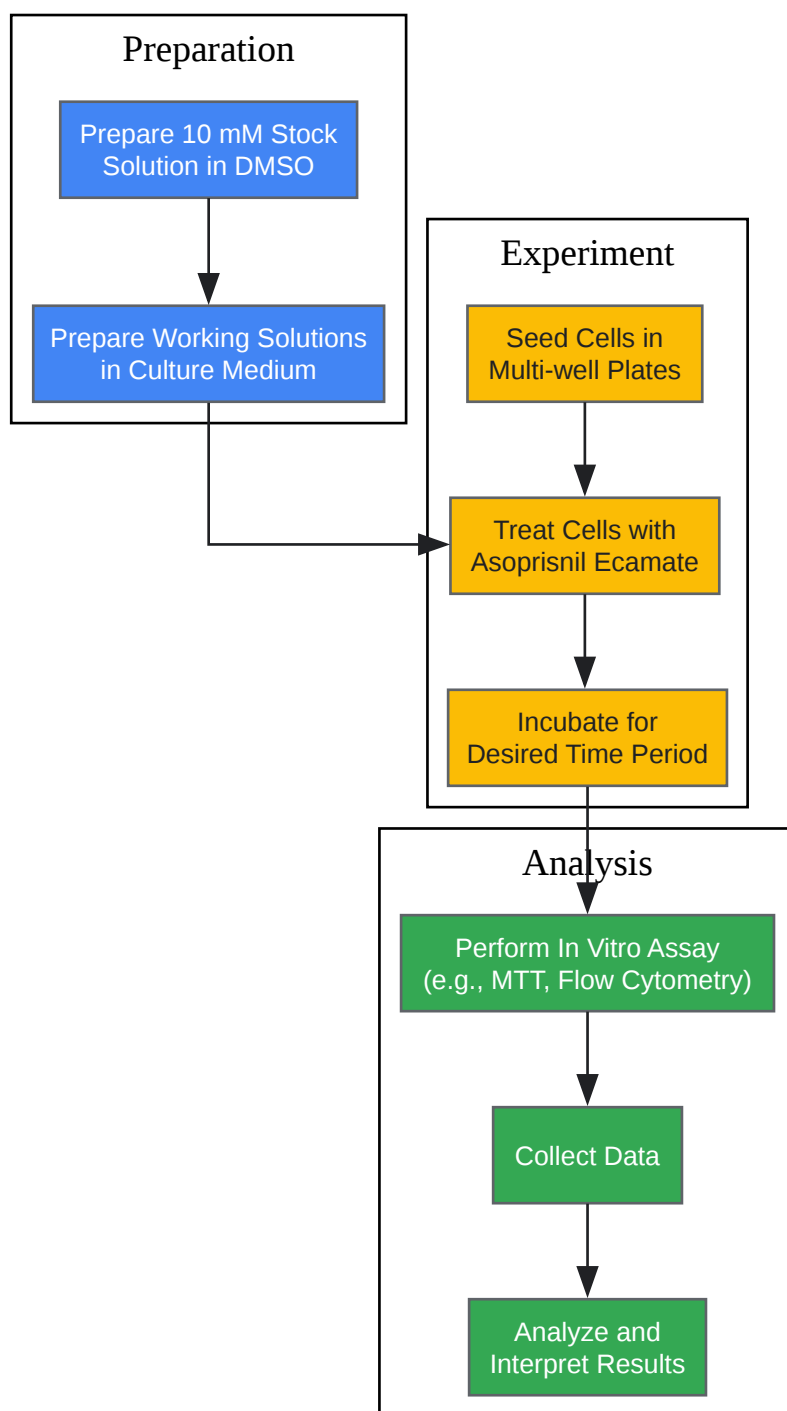 Preparation
Prepare 10 mM Stock
Solution in DMSO
Prepare Working Solutions
in Culture Medium
Experiment
Seed Cells in
Multi-well Plates
Treat Cells with
Asoprisnil Ecamate
Incubate for
Desired Time Period
Analysis
Perform In Vitro Assay
(e.g., MTT, Flow Cytometry)
Collect Data
Analyze and
Interpret Results